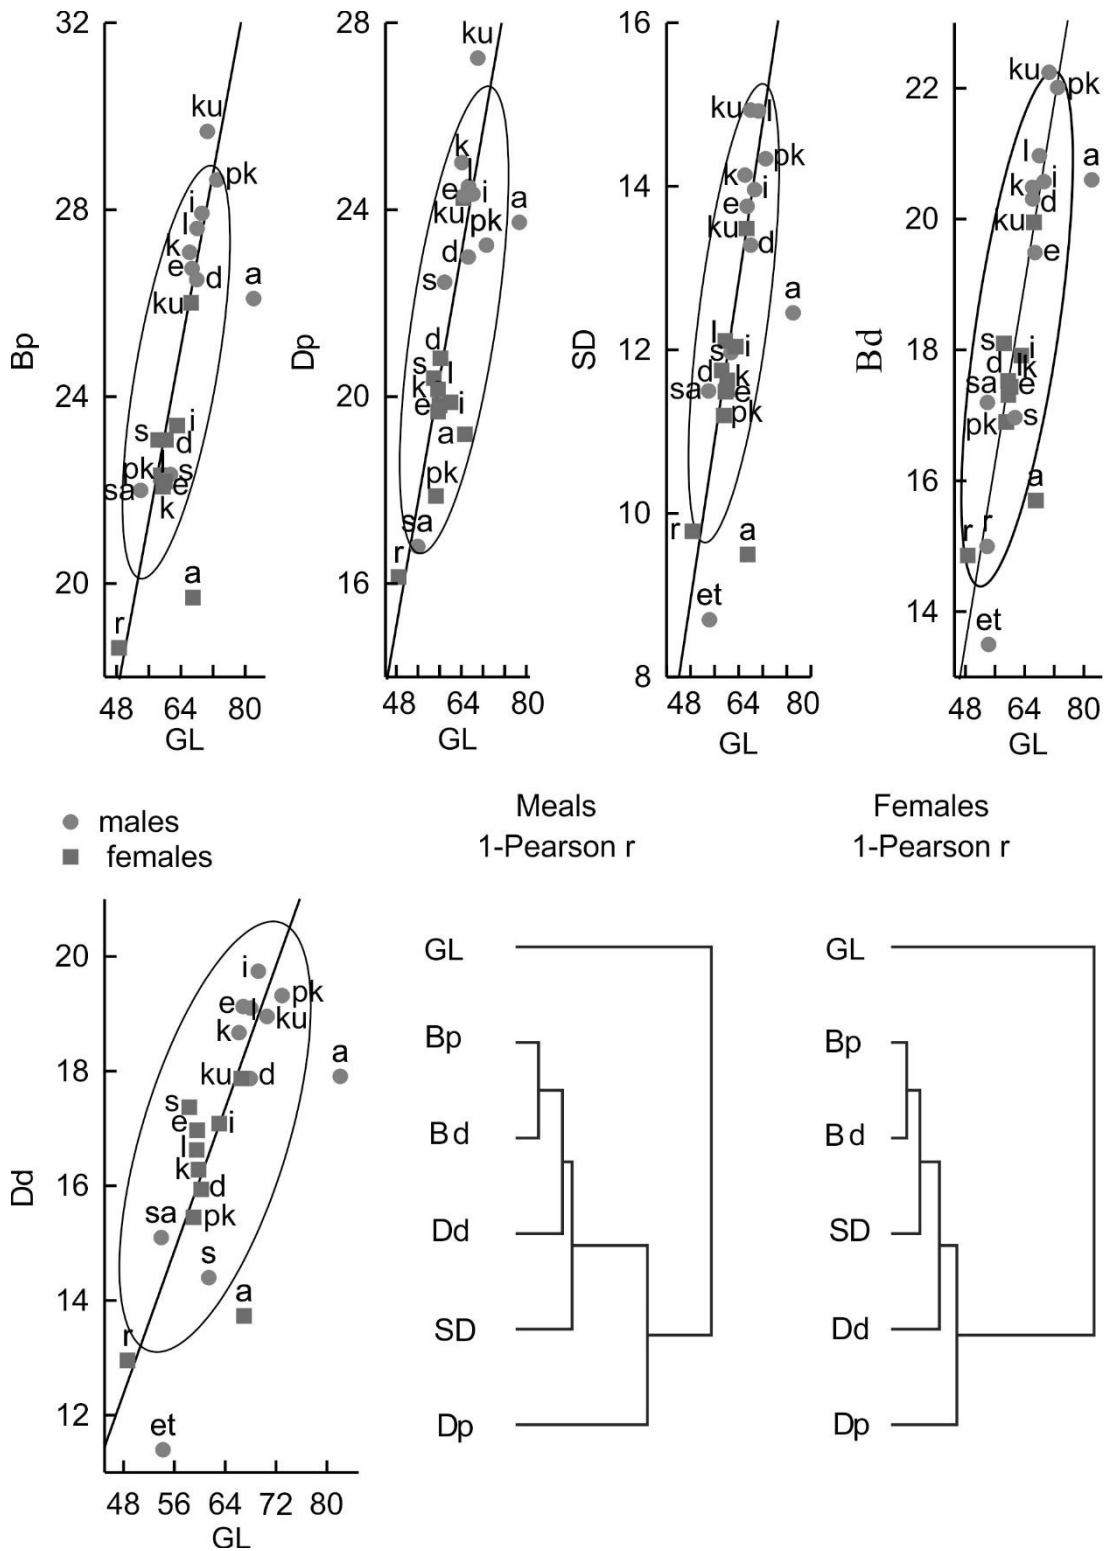 32
28
24
20
Bp
ku
pk
i
l
k
e
d
ku
a
s
i
d
pk
l
s
sa
e
k
a
r
48 64 80
GL
28
24
20
16
Dp
ku
k
l
e
i
ku
a
pk
d
s
d
s
l
k
e
i
a
pk
sa
r
48 64 80
GL
16
14
12
10
8
SD
ku
l
pk
k
i
e
ku
d
a
l
s
i
d
k
sa
e
pk
r
a
et
48 64 80
GL
22
20
18
16
14
Bd
ku
pk
l
a
k
i
d
ku
e
s
i
d
l
k
sa
e
pk
s
a
r
r
et
48 64 80
GL
males
females
20
18
16
14
12
Dd
i
e
l
pk
k
ku
a
ku
d
s
e
i
l
k
d
sa
pk
s
a
r
et
48 56 64 72 80
GL
Meals
1-Pearson r
GL
Bp
Bd
Dd
SD
Dp
Females
1-Pearson r
GL
Bp
Bd
SD
Dd
Dp